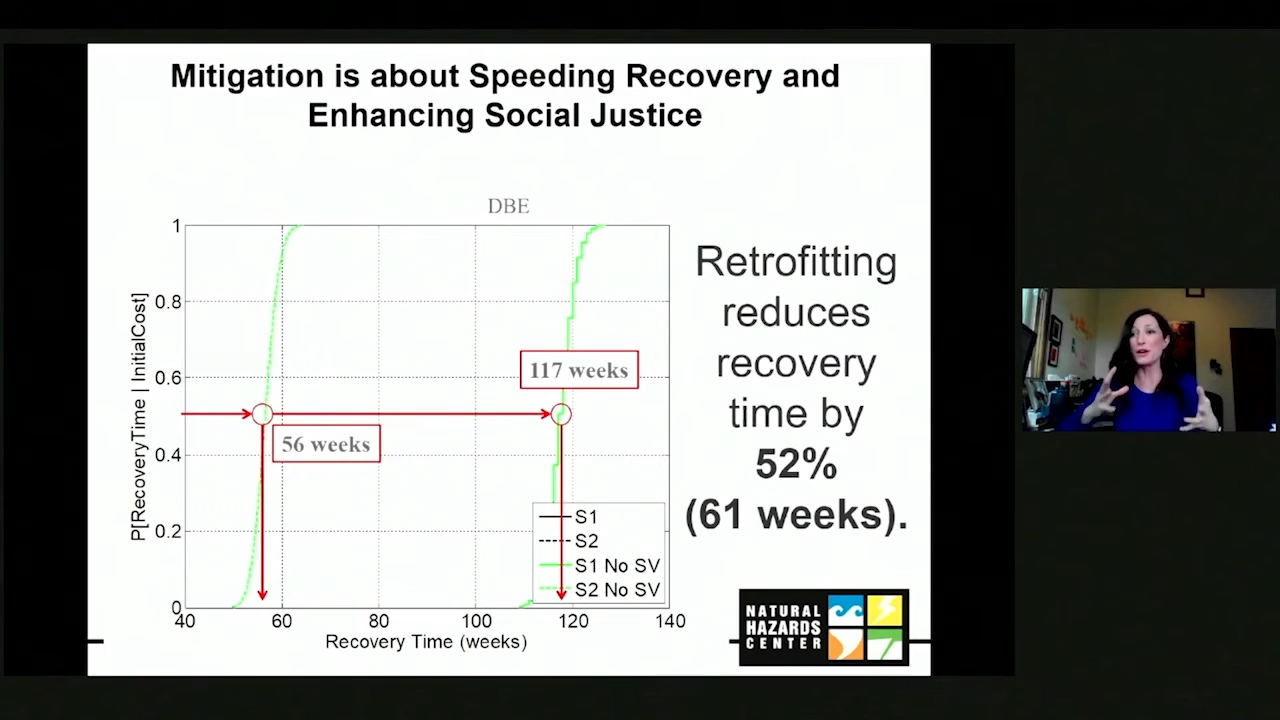 Mitigation is about Speeding Recovery and
Enhancing Social Justice
DBE
P[RecoveryTime | InitialCost]
1
0.8
0.6
0.4
0.2
0
40
60
80
100
120
140
Recovery Time (weeks)
56 weeks
117 weeks
S1
S2
S1 No SV
S2 No SV
Retrofitting
reduces
recovery
time by
52%
(61 weeks).
NATURAL
HAZARDS
CENTER